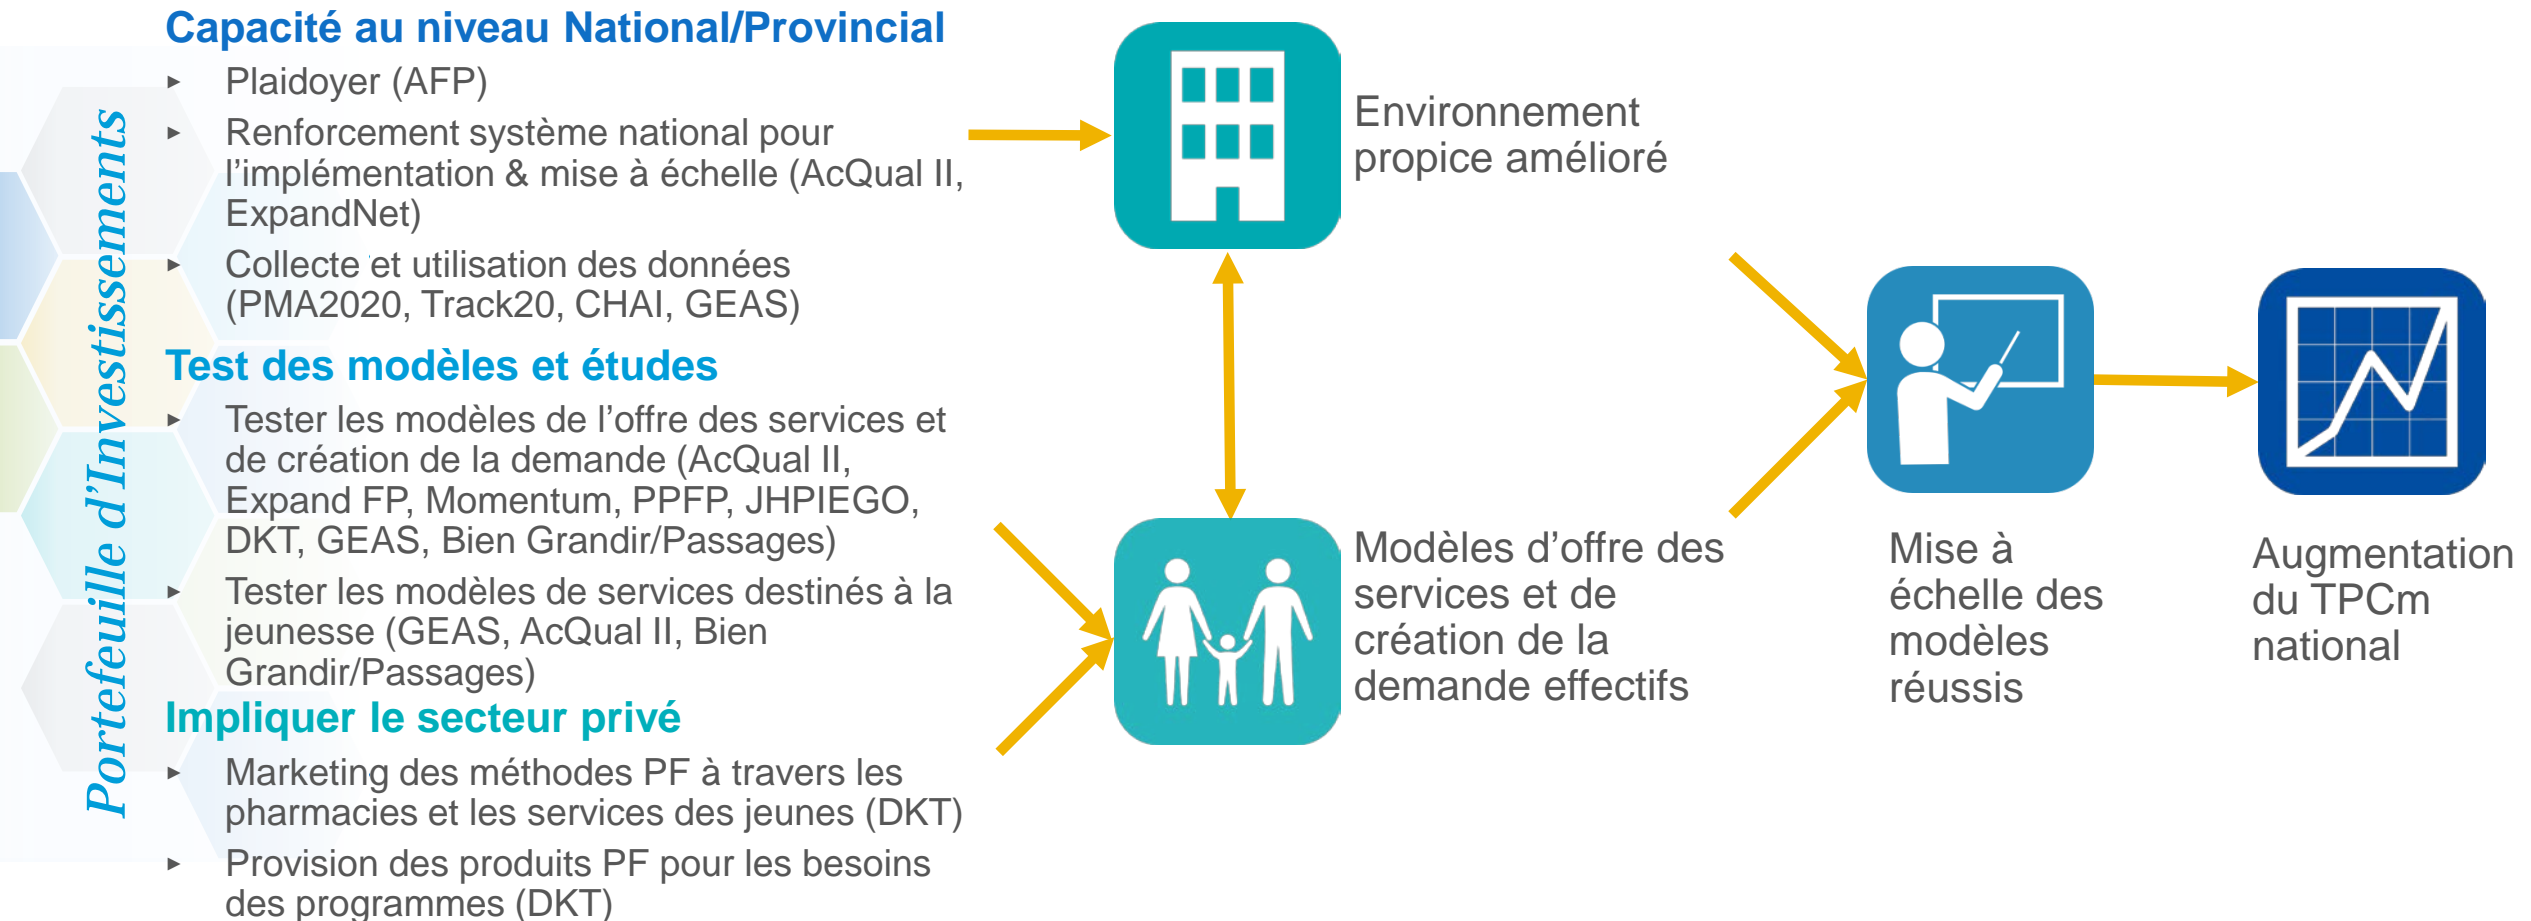 Portefeuille d'Investissements
Capacité au niveau National/Provincial
► Plaidoyer (AFP)
► Renforcement système national pour
l’implémentation & mise à échelle (AcQual II,
ExpandNet)
► Collecte et utilisation des données
(PMA2020, Track20, CHAI, GEAS)
Test des modèles et études
► Tester les modèles de l’offre des services et
de création de la demande (AcQual II,
Expand FP, Momentum, PPFP, JHPIEGO,
DKT, GEAS, Bien Grandir/Passages)
► Tester les modèles de services destinés à la
jeunesse (GEAS, AcQual II, Bien
Grandir/Passages)
Impliquer le secteur privé
► Marketing des méthodes PF à travers les
pharmacies et les services des jeunes (DKT)
► Provision des produits PF pour les besoins
des programmes (DKT)
Environnement
propice amélioré
Modèles d’offre des
services et de
création de la
demande effectifs
Mise à
échelle des
modèles
réussis
Augmentation
du TPCm
national